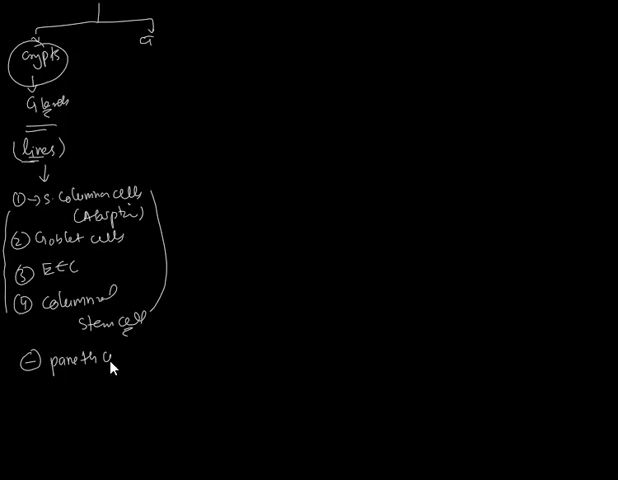 Crypts
G
Glands
(lines)
① → S. Columnar cells
(Absorptive)
② Goblet cells
③ EEC
④ Columnar
Stem cell
⊖ paneth c